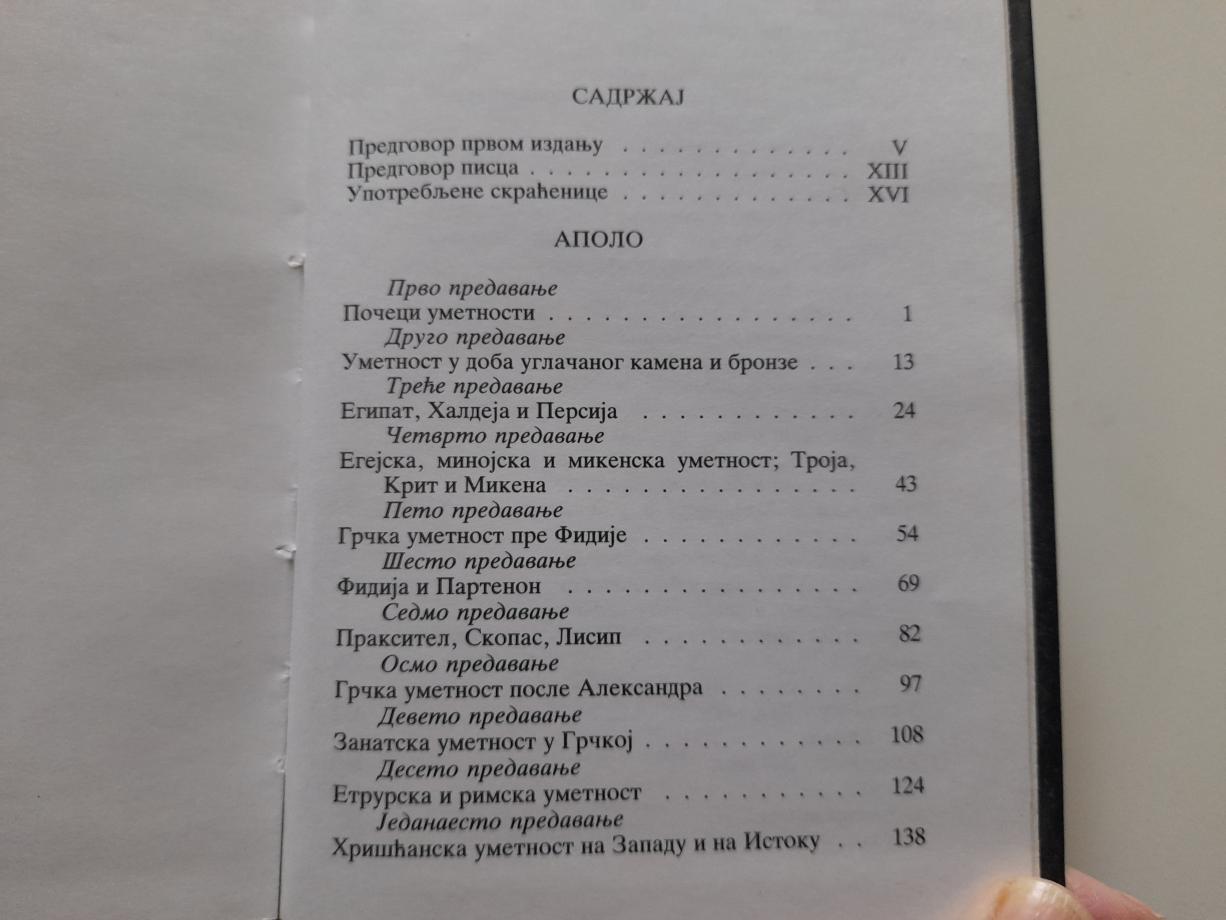 САДРЖАЈ
Предговор првом издању . . . . . . . . . . . . . V
Предговор писца . . . . . . . . . . . . . . . . . . XIII
Употребљене скраћенице . . . . . . . . . . . . . XVI
АПОЛО
Прво предавање
Почеци уметности . . . . . . . . . . . . . . . . . 1
Друго предавање
Уметност у доба углачаног камена и бронзе . . . 13
Треће предавање
Египат, Халдеја и Персија . . . . . . . . . . . . 24
Четврто предавање
Егејска, минојска и микенска уметност; Троја,
Крит и Микена . . . . . . . . . . . . . . . . 43
Пето предавање
Грчка уметност пре Фидије . . . . . . . . . . . . 54
Шесто предавање
Фидија и Партенон . . . . . . . . . . . . . . . . 69
Седмо предавање
Праксител, Скопас, Лисип . . . . . . . . . . . . 82
Осмо предавање
Грчка уметност после Александра . . . . . . . . 97
Девето предавање
Занатска уметност у Грчкој . . . . . . . . . . . . 108
Десето предавање
Етрурска и римска уметност . . . . . . . . . . . 124
Једанаесто предавање
Хришћанска уметност на Западу и на Истоку . . 138